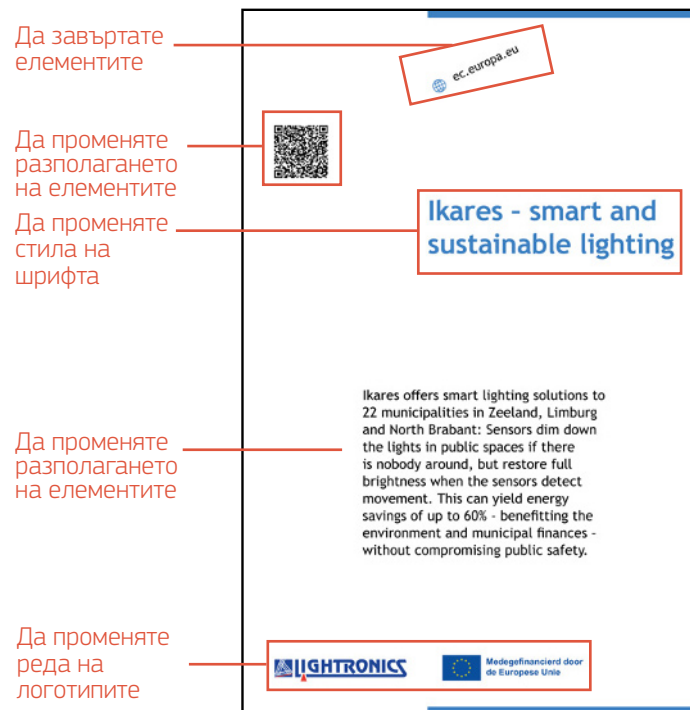 Да завъртате
елементите
ec.europa.eu
Да променяте
разполагането
на елементите
Да променяте
стила на
шрифта
Ikares - smart and
sustainable lighting
Да променяте
разполагането
на елементите
Ikares offers smart lighting solutions to
22 municipalities in Zeeland, Limburg
and North Brabant: Sensors dim down
the lights in public spaces if there
is nobody around, but restore full
brightness when the sensors detect
movement. This can yield energy
savings of up to 60% - benefitting the
environment and municipal finances -
without compromising public safety.
Да променяте
реда на
логотипите
LIGHTRONICS
Medegefinancierd door
de Europese Unie